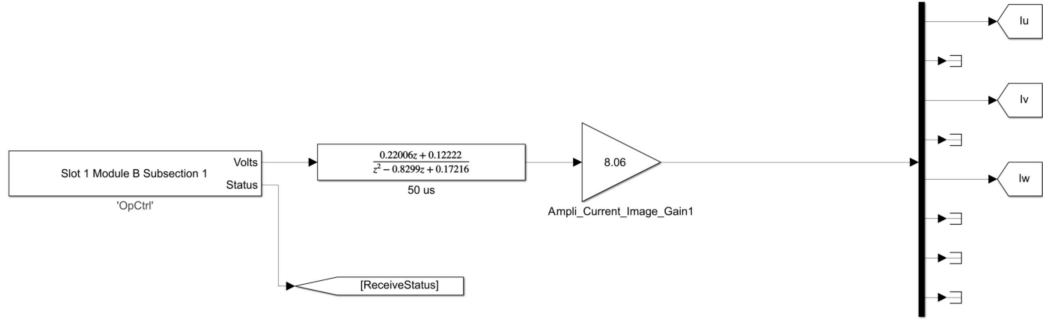 Iu
Iv
Volts
0.22006z + 0.12222
z² − 0.8299z + 0.17216
8.06
Slot 1 Module B Subsection 1
Status
Iw
50 us
'OpCtrl'
Ampli_Current_Image_Gain1
[ReceiveStatus]